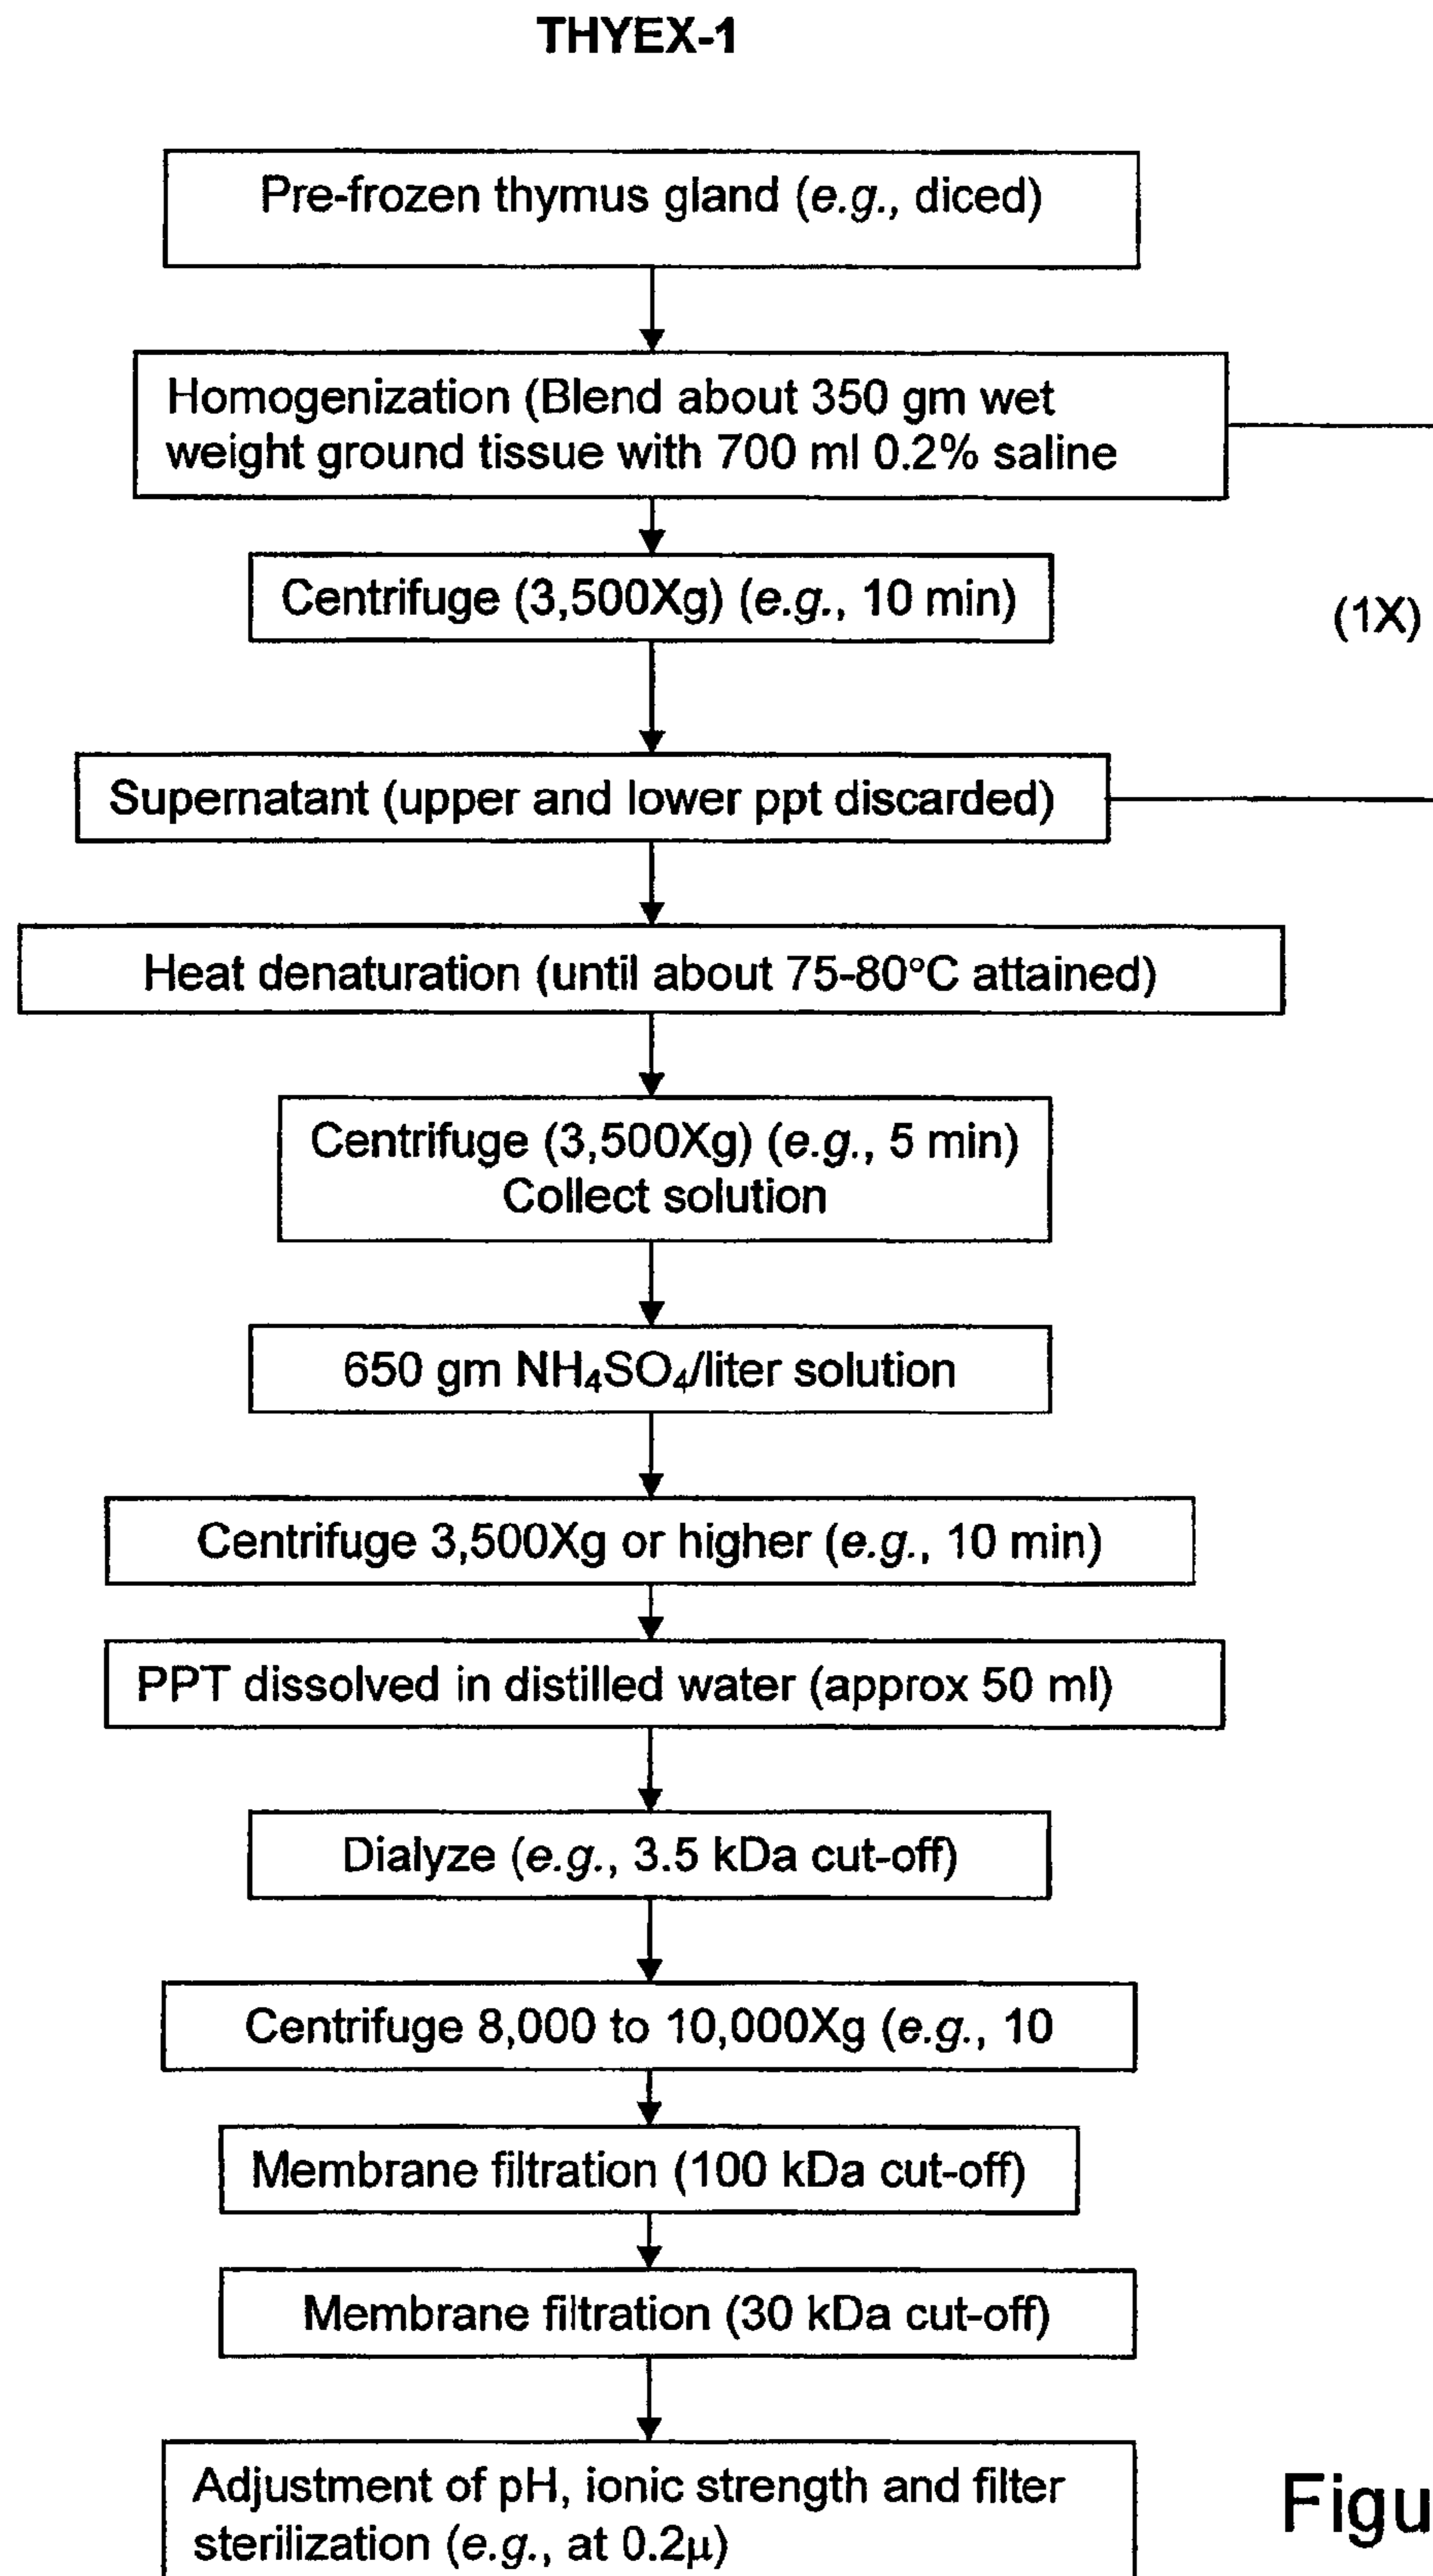 THYEX-1
Pre-frozen thymus gland (e.g., diced)
Homogenization (Blend about 350 gm wet
weight ground tissue with 700 ml 0.2% saline
Centrifuge (3,500Xg) (e.g., 10 min)
(1X)
Supernatant (upper and lower ppt discarded)
Heat denaturation (until about 75-80°C attained)
Centrifuge (3,500Xg) (e.g., 5 min)
Collect solution
650 gm NH₄SO₄/liter solution
Centrifuge 3,500Xg or higher (e.g., 10 min)
PPT dissolved in distilled water (approx 50 ml)
Dialyze (e.g., 3.5 kDa cut-off)
Centrifuge 8,000 to 10,000Xg (e.g., 10
Membrane filtration (100 kDa cut-off)
Membrane filtration (30 kDa cut-off)
Adjustment of pH, ionic strength and filter
sterilization (e.g., at 0.2μ)
Figu